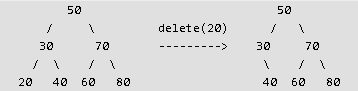 50 50
/ \ delete(20) / \
30 70 ---------> 30 70
/ \ / \ \ / \
20 40 60 80 40 60 80